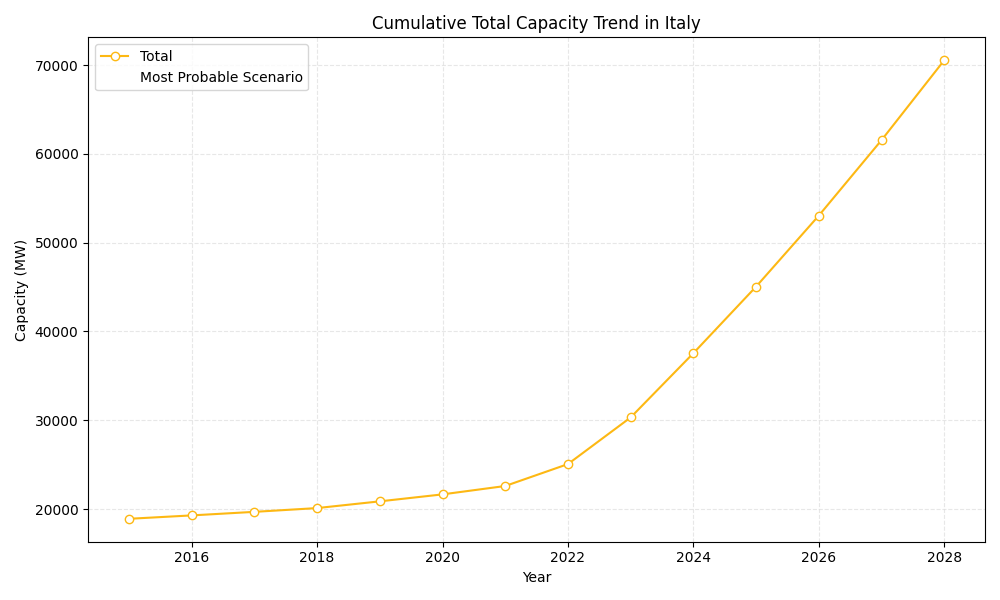 Cumulative Total Capacity Trend in Italy
Total
Most Probable Scenario
Capacity (MW)
70000
60000
50000
40000
30000
20000
2016
2018
2020
2022
2024
2026
2028
Year